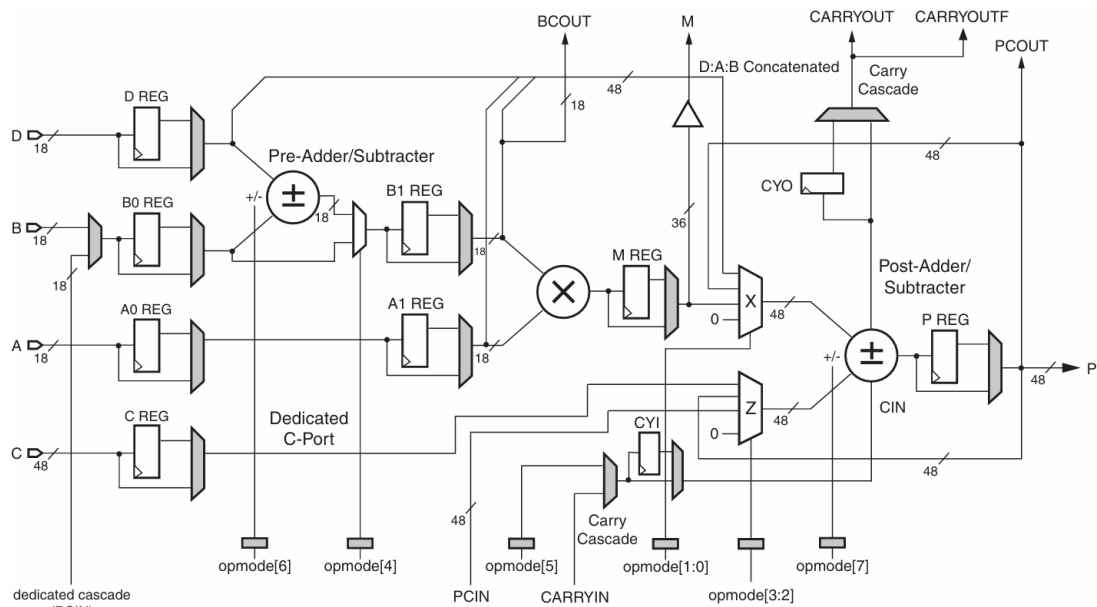 BCOUT
M
CARRYOUT
CARRYOUTF
PCOUT
D:A:B Concatenated
Carry
Cascade
48
D REG
18
D
18
Pre-Adder/Subtracter
48
+/-
±
18
B0 REG
B1 REG
CYO
B
18
18
36
18
M REG
Post-Adder/
Subtracter
×
X
48
0
A0 REG
A1 REG
P REG
A
18
18
+/-
±
48
P
Z
48
0
CIN
C REG
Dedicated
C-Port
CYI
C
48
48
48
Carry
Cascade
opmode[6]
opmode[4]
opmode[5]
opmode[1:0]
opmode[7]
dedicated cascade
PCIN
CARRYIN
opmode[3:2]